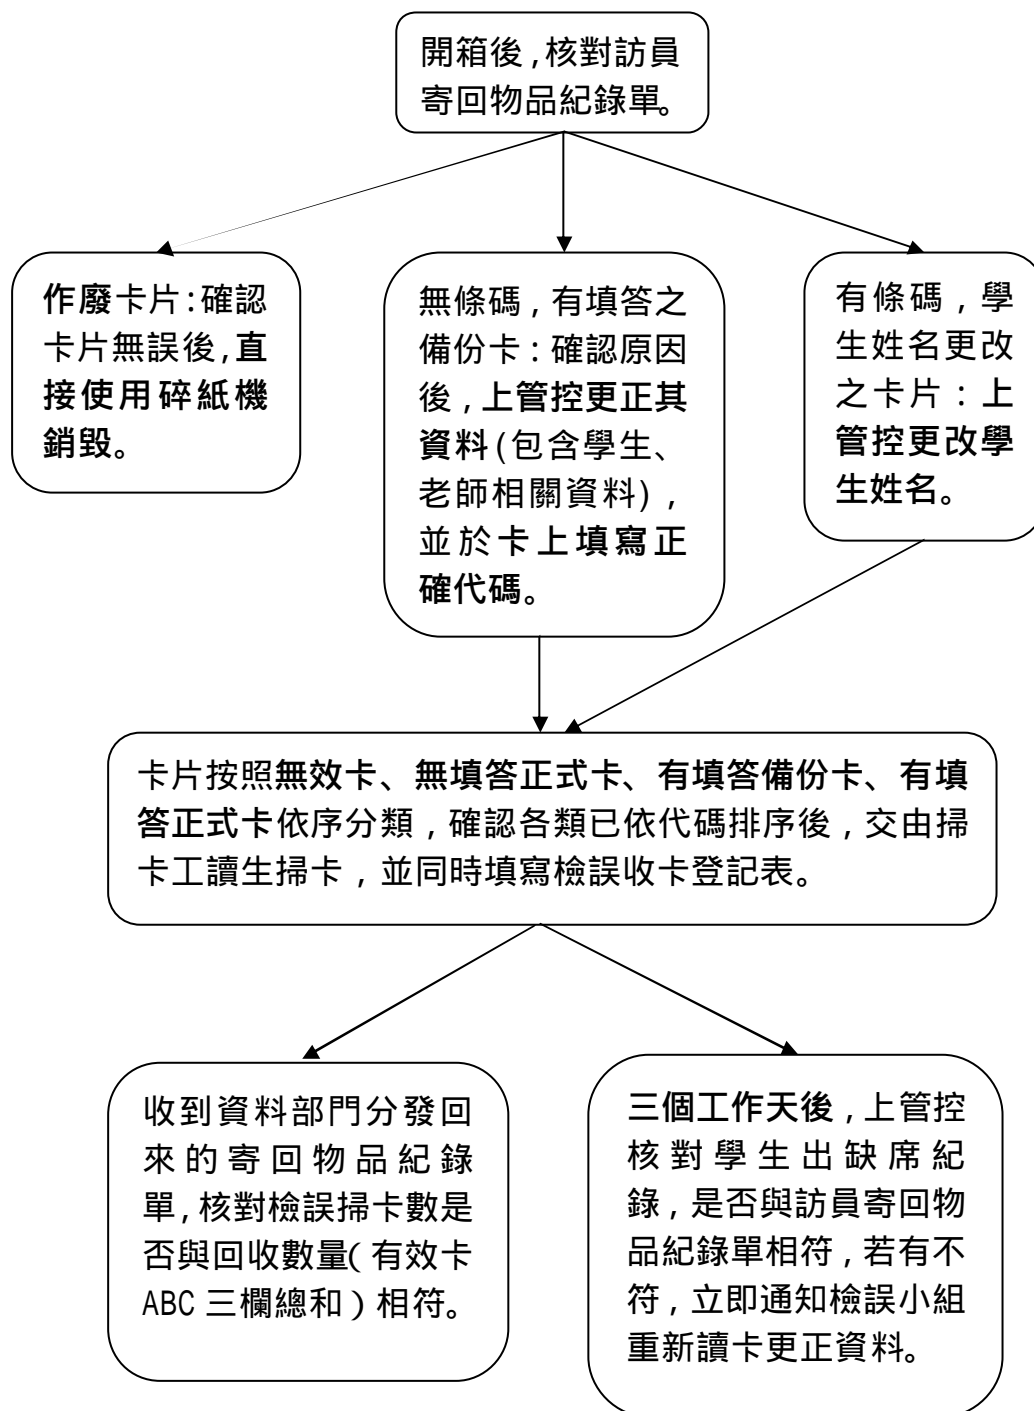 開箱後,核對訪員
寄回物品紀錄單。
作廢卡片:確認
卡片無誤後,直
接使用碎紙機
銷毀。
無條碼,有填答之
備份卡:確認原因
後,上管控更正其
資料(包含學生、
老師相關資料),
並於卡上填寫正
確代碼。
有條碼,學
生姓名更改
之卡片:上
管控更改學
生姓名。
卡片按照無效卡、無填答正式卡、有填答備份卡、有填
答正式卡依序分類,確認各類已依代碼排序後,交由掃
卡工讀生掃卡,並同時填寫檢誤收卡登記表。
收到資料部門分發回
來的寄回物品紀錄
單,核對檢誤掃卡數是
否與回收數量(有效卡
ABC 三欄總和)相符。
三個工作天後,上管控
核對學生出缺席紀
錄,是否與訪員寄回物
品紀錄單相符,若有不
符,立即通知檢誤小組
重新讀卡更正資料。